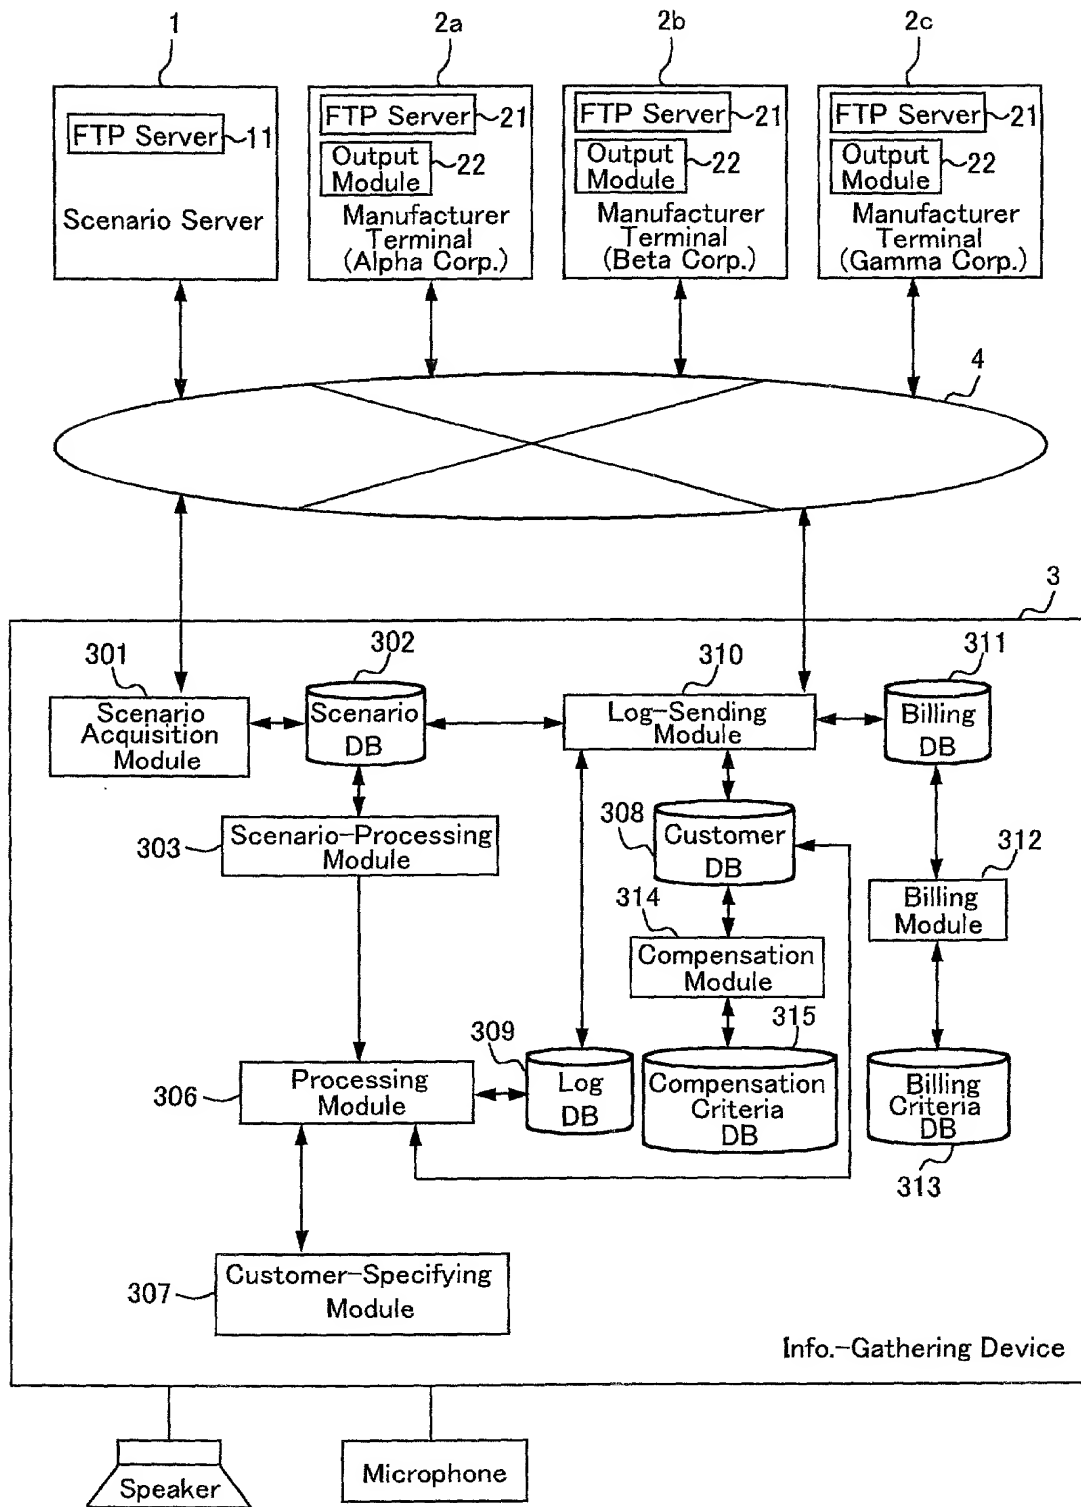 1
2a
2b
2c
FTP Server
11
Scenario Server
FTP Server
21
Output
Module
22
Manufacturer
Terminal
(Alpha Corp.)
FTP Server
21
Output
Module
22
Manufacturer
Terminal
(Beta Corp.)
FTP Server
21
Output
Module
22
Manufacturer
Terminal
(Gamma Corp.)
4
3
301
Scenario
Acquisition
Module
302
Scenario
DB
310
Log-Sending
Module
311
Billing
DB
303
Scenario-Processing
Module
308
Customer
DB
312
Billing
Module
314
Compensation
Module
306
Processing
Module
309
Log
DB
315
Compensation
Criteria
DB
Billing
Criteria
DB
313
307
Customer-Specifying
Module
Info.-Gathering Device
Speaker
Microphone